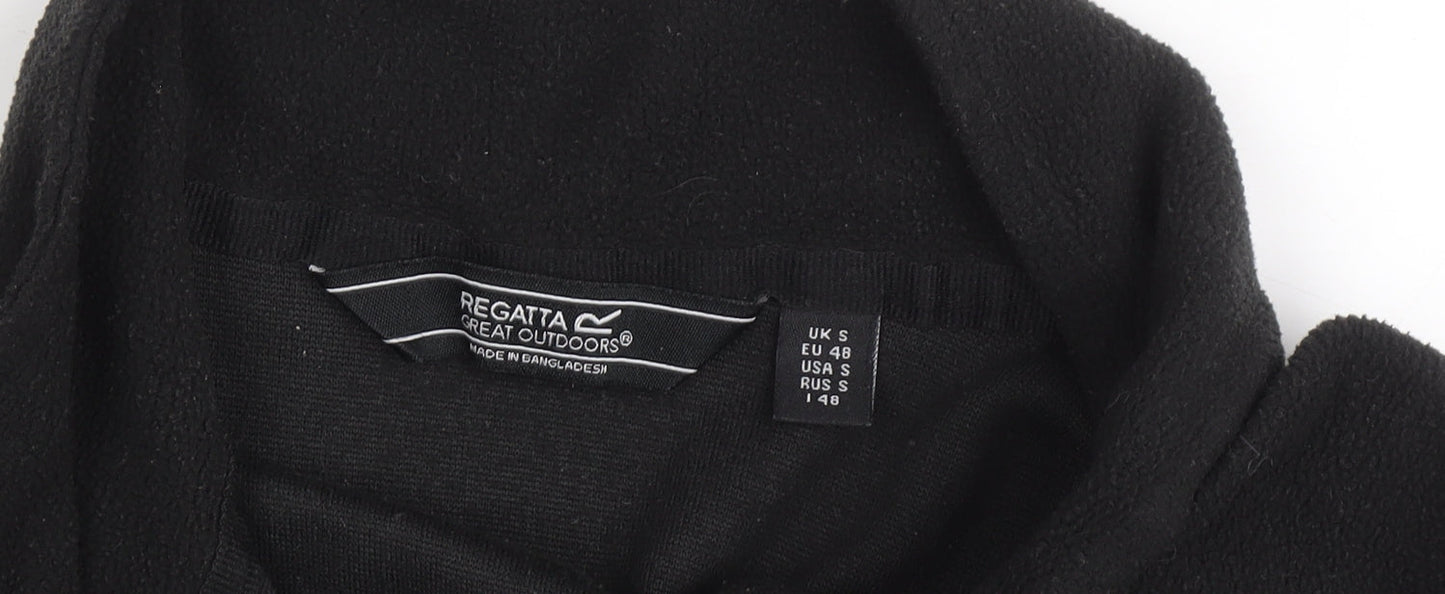 REGATTA
GREAT OUTDOORS®
MADE IN BANGLADESH
UK S
EU 48
USA S
RUS S
I 48